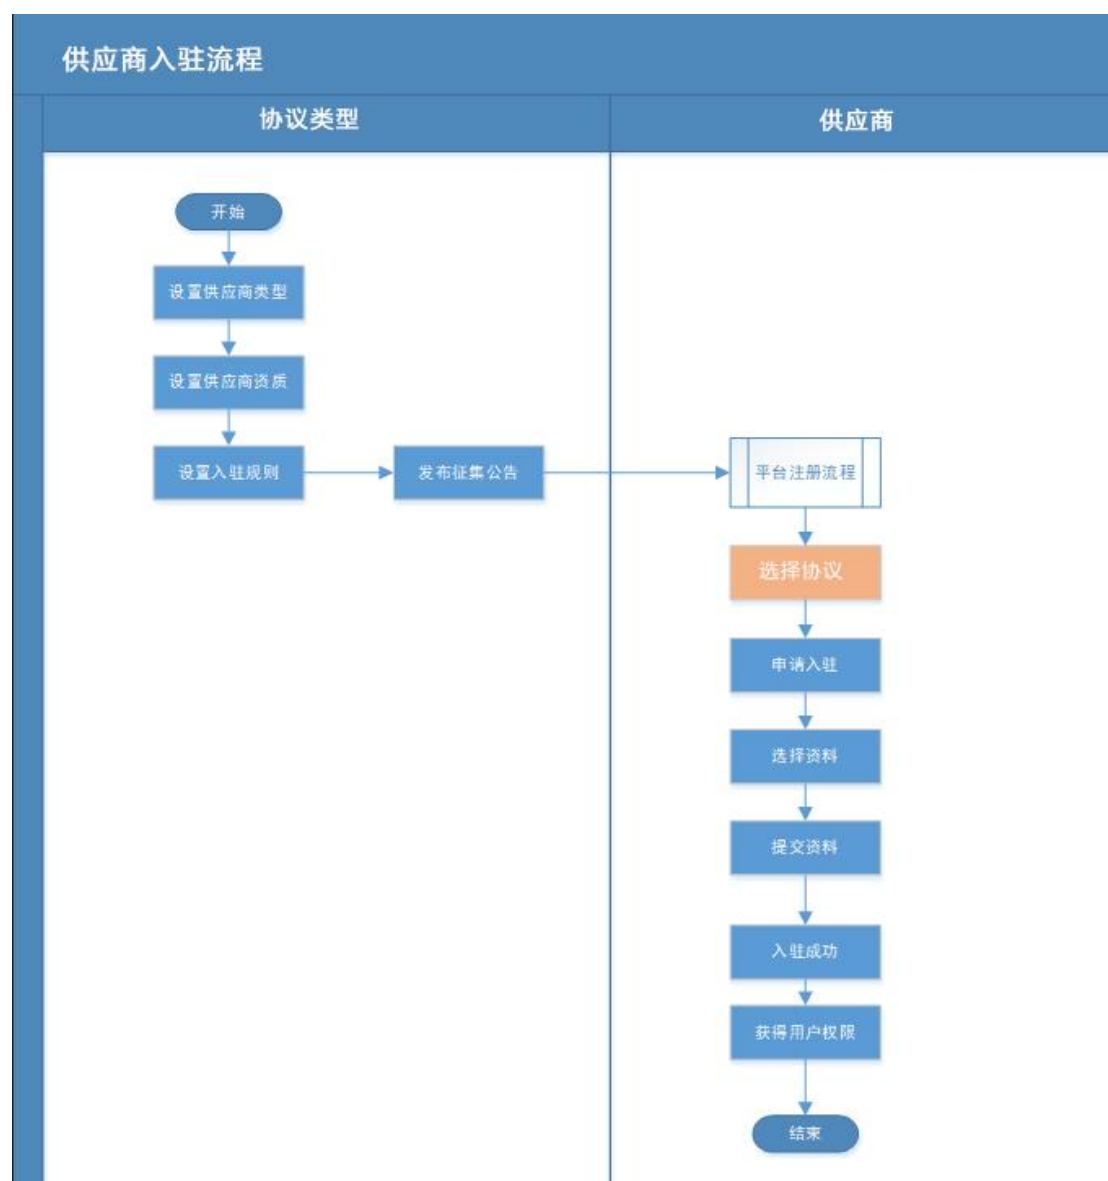 供应商入驻流程
协议类型
供应商
开始
设置供应商类型
设置供应商资质
设置入驻规则
发布征集公告
平台注册流程
选择协议
申请入驻
选择资料
提交资料
入驻成功
获得用户权限
结束